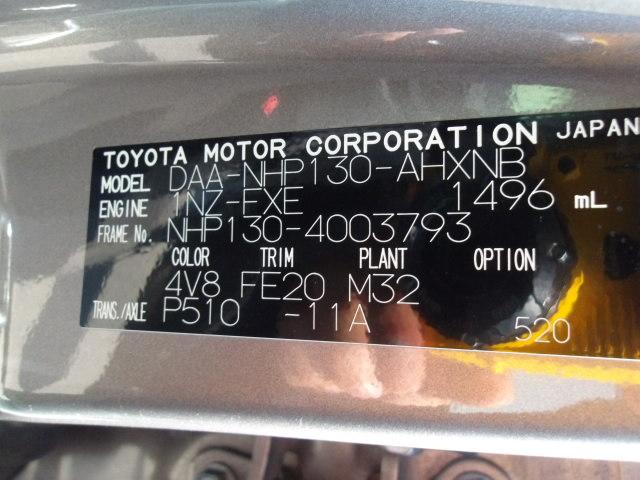 TOYOTA MOTOR CORPORATION JAPAN
MODEL DAA-NHP130-AHXNB
ENGINE 1NZ-EXE 1496 mL
FRAME No. NHP130-4003793
COLOR TRIM PLANT OPTION
4V8 FE20 M32
TRANS./AXLE P510 -11A
520